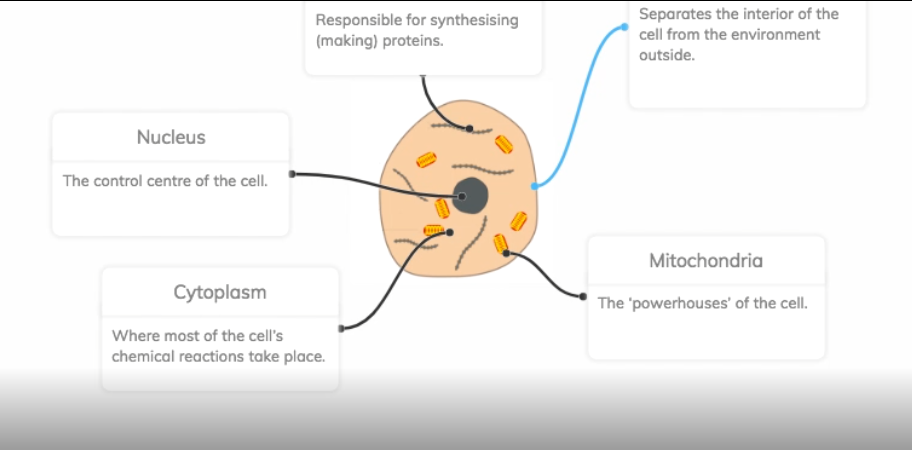 Responsible for synthesising
(making) proteins.
Separates the interior of the
cell from the environment
outside.
Nucleus
The control centre of the cell.
Mitochondria
The 'powerhouses' of the cell.
Cytoplasm
Where most of the cell's
chemical reactions take place.